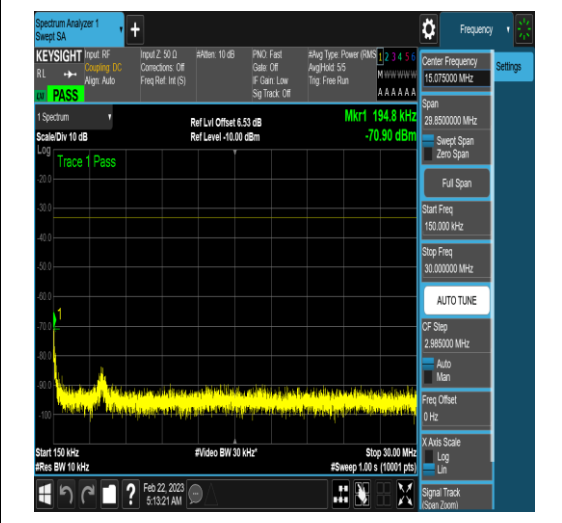 Spectrum Analyzer 1
Swept SA
+
Frequency
KEYSIGHT
RL
PASS
Input: RF
Coupling: DC
Align: Auto
Input Z: 50 Ω
Corrections: Off
Freq Ref: Int (S)
#Atten: 10 dB
PNO: Fast
Gate: Off
IF Gain: Low
Sig Track: Off
#Avg Type: Power (RMS
Avg|Hold: 5/5
Trig: Free Run
1 2 3 4 5 6
M W W W W W
A A A A A A
1 Spectrum
Scale/Div 10 dB
Ref Lvl Offset 6.53 dB
Ref Level -10.00 dBm
Mkr1 194.8 kHz
-70.90 dBm
Log
Trace 1 Pass
-20.0
-30.0
-40.0
-50.0
-60.0
1
-70.0
-80.0
-90.0
-100
Start 150 kHz
#Res BW 10 kHz
#Video BW 30 kHz*
Stop 30.00 MHz
#Sweep 1.00 s (10001 pts)
?
Feb 22, 2023
5:13:21 AM
Center Frequency
15.075000 MHz
Settings
Span
29.8500000 MHz
Swept Span
Zero Span
Full Span
Start Freq
150.000 kHz
Stop Freq
30.000000 MHz
AUTO TUNE
CF Step
2.985000 MHz
Auto
Man
Freq Offset
0 Hz
X Axis Scale
Log
Lin
Signal Track
(Span Zoom)